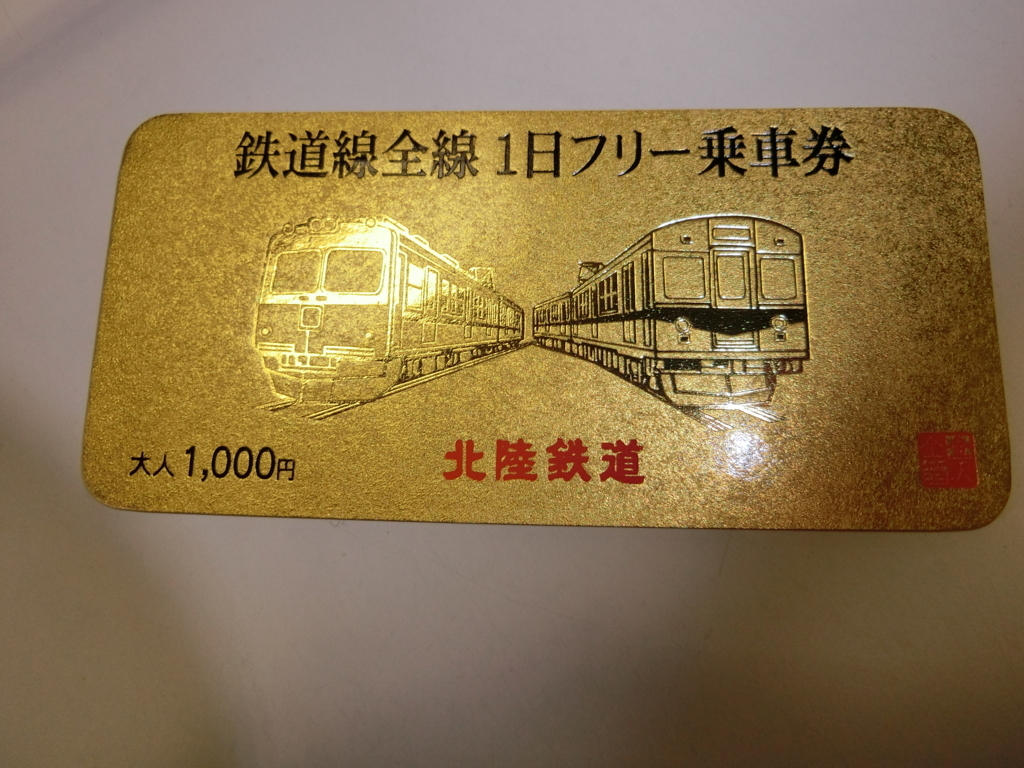 鉄道線全線 1日フリー乗車券
大人 1,000円
北陸鉄道